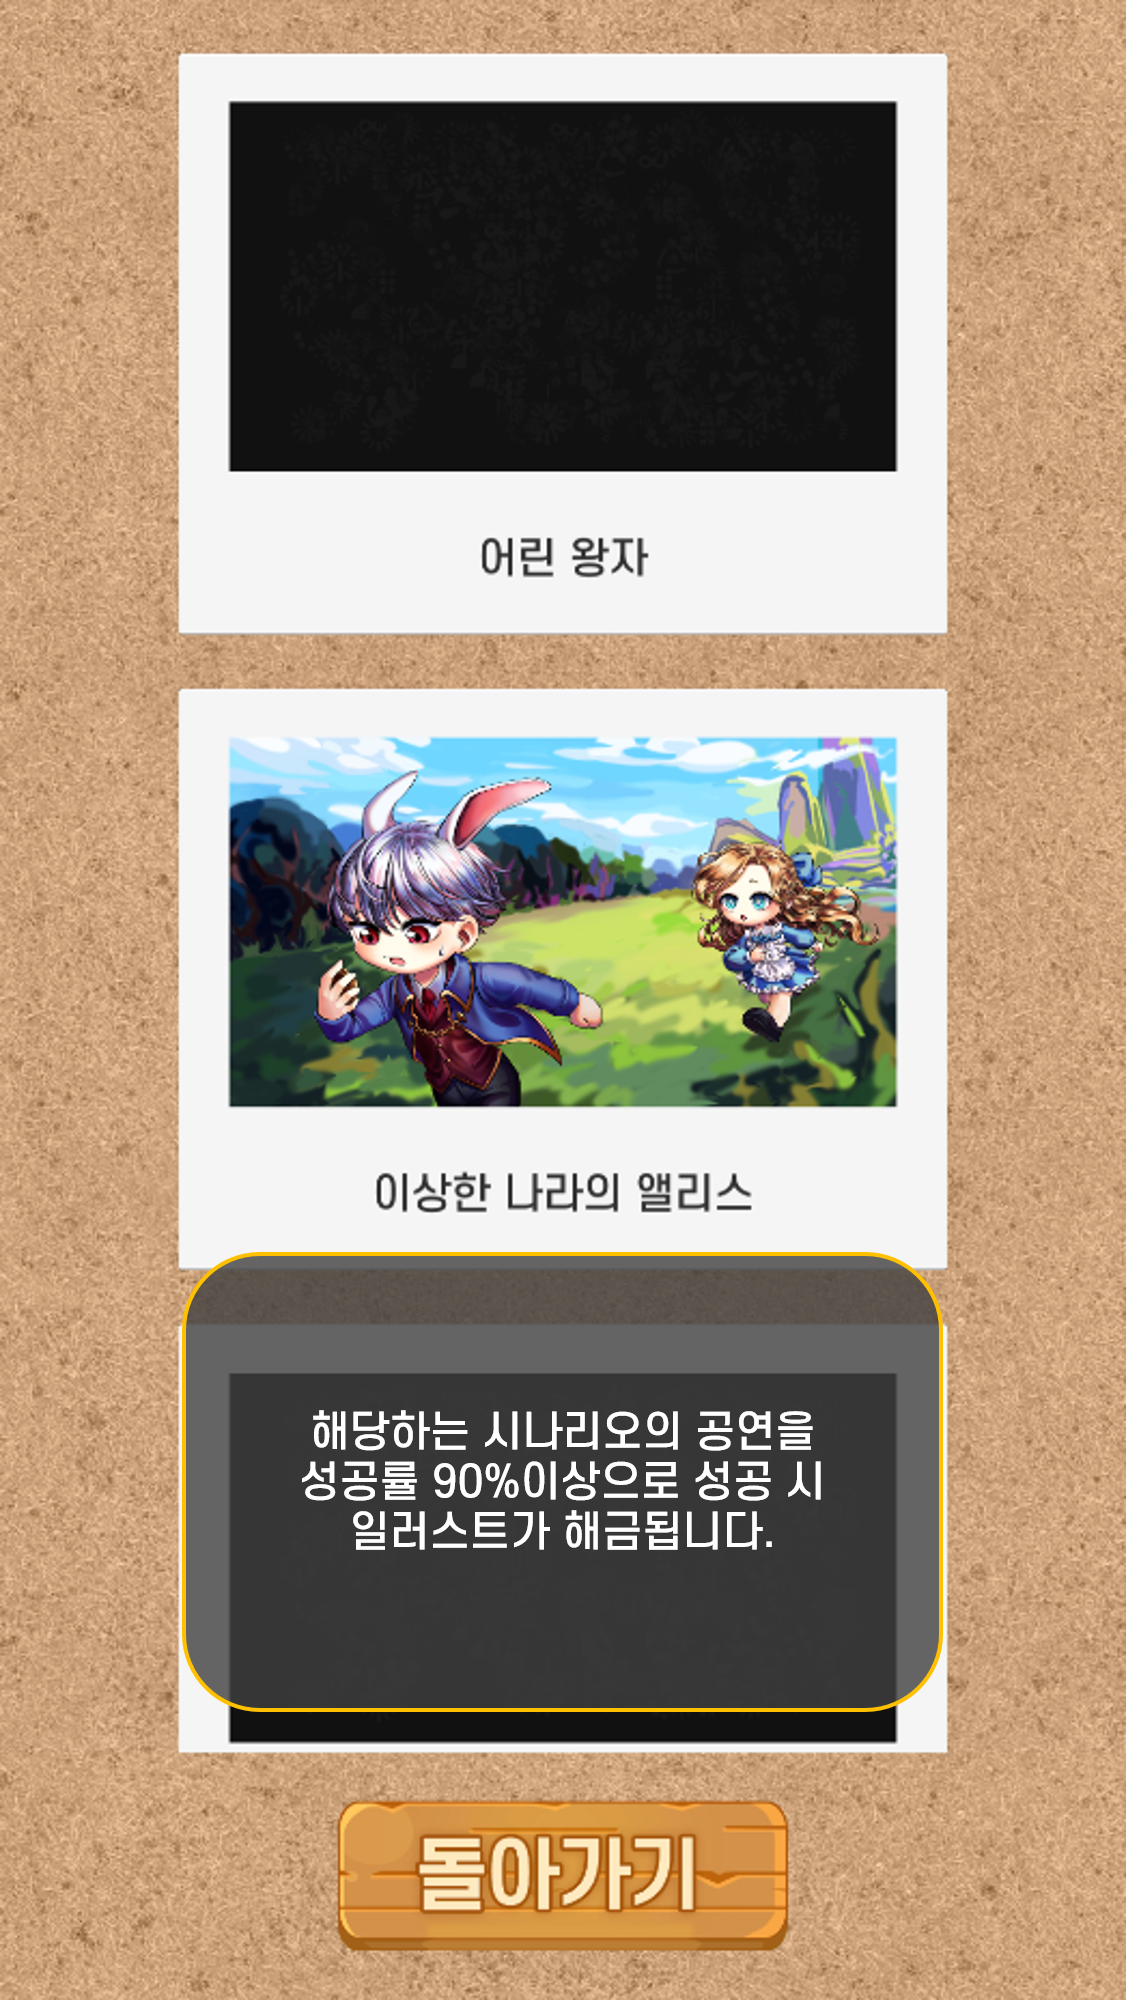 어린 왕자
이상한 나라의 앨리스
해당하는 시나리오의 공연을
성공률 90%이상으로 성공 시
일러스트가 해금됩니다.
돌아가기